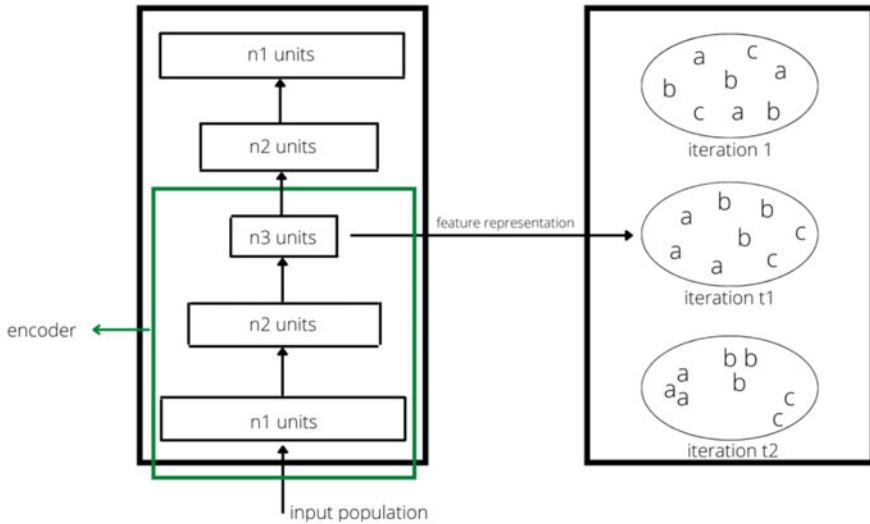 n1 units
n2 units
n3 units
n2 units
n1 units
encoder
input population
feature representation
a c
b a
b
c a b
iteration 1
b b
a
b c
a
a c
iteration t1
b b
a
a b
a
c
c
iteration t2